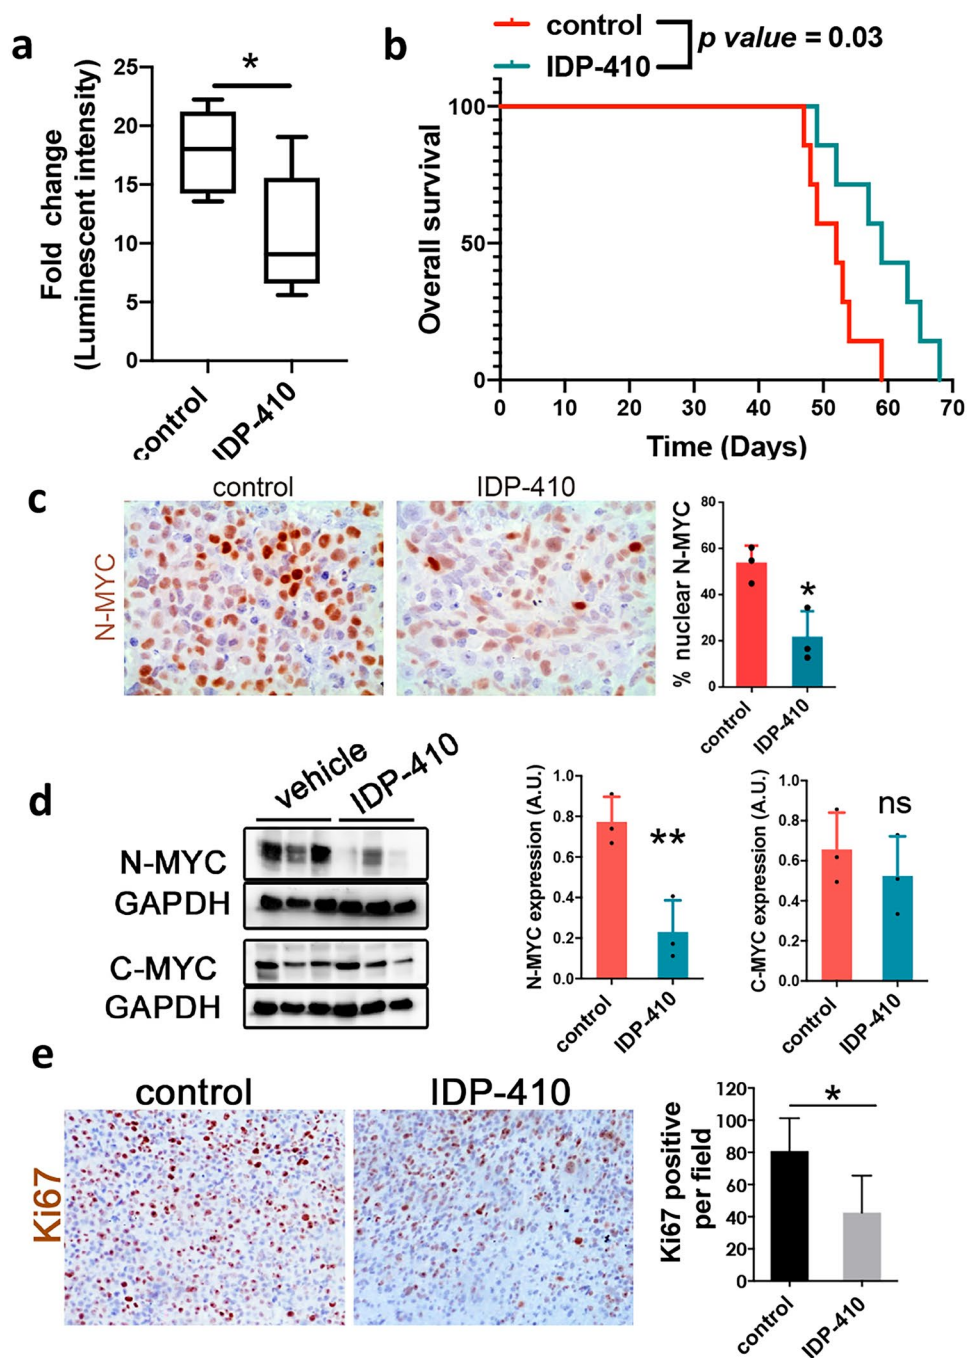 a
Fold change
(Luminescent intensity)
25
20
15
10
5
0
*
control
IDP-410
b
control
IDP-410
p value = 0.03
Overall survival
100
50
0
0 10 20 30 40 50 60 70
Time (Days)
c
control
IDP-410
N-MYC
% nuclear N-MYC
80
60
40
20
0
*
control
IDP-410
d
vehicle
IDP-410
N-MYC
GAPDH
C-MYC
GAPDH
N-MYC expression (A.U.)
1.0
0.8
0.6
0.4
0.2
0.0
**
control
IDP-410
C-MYC expression (A.U.)
1.0
0.8
0.6
0.4
0.2
0.0
ns
control
IDP-410
e
control
IDP-410
Ki67
Ki67 positive
per field
120
100
80
60
40
20
0
*
control
IDP-410